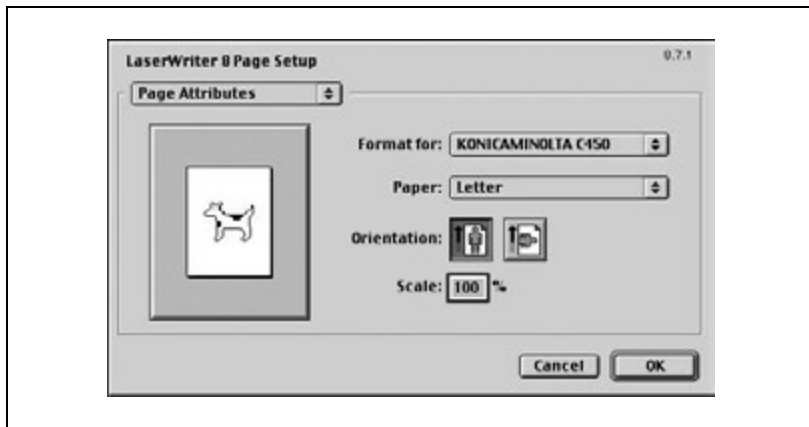 LaserWriter 8 Page Setup
8.7.1
Page Attributes
Format for: KONICAMINOLTA C450
Paper: Letter
Orientation:
Scale: 100 %
Cancel OK